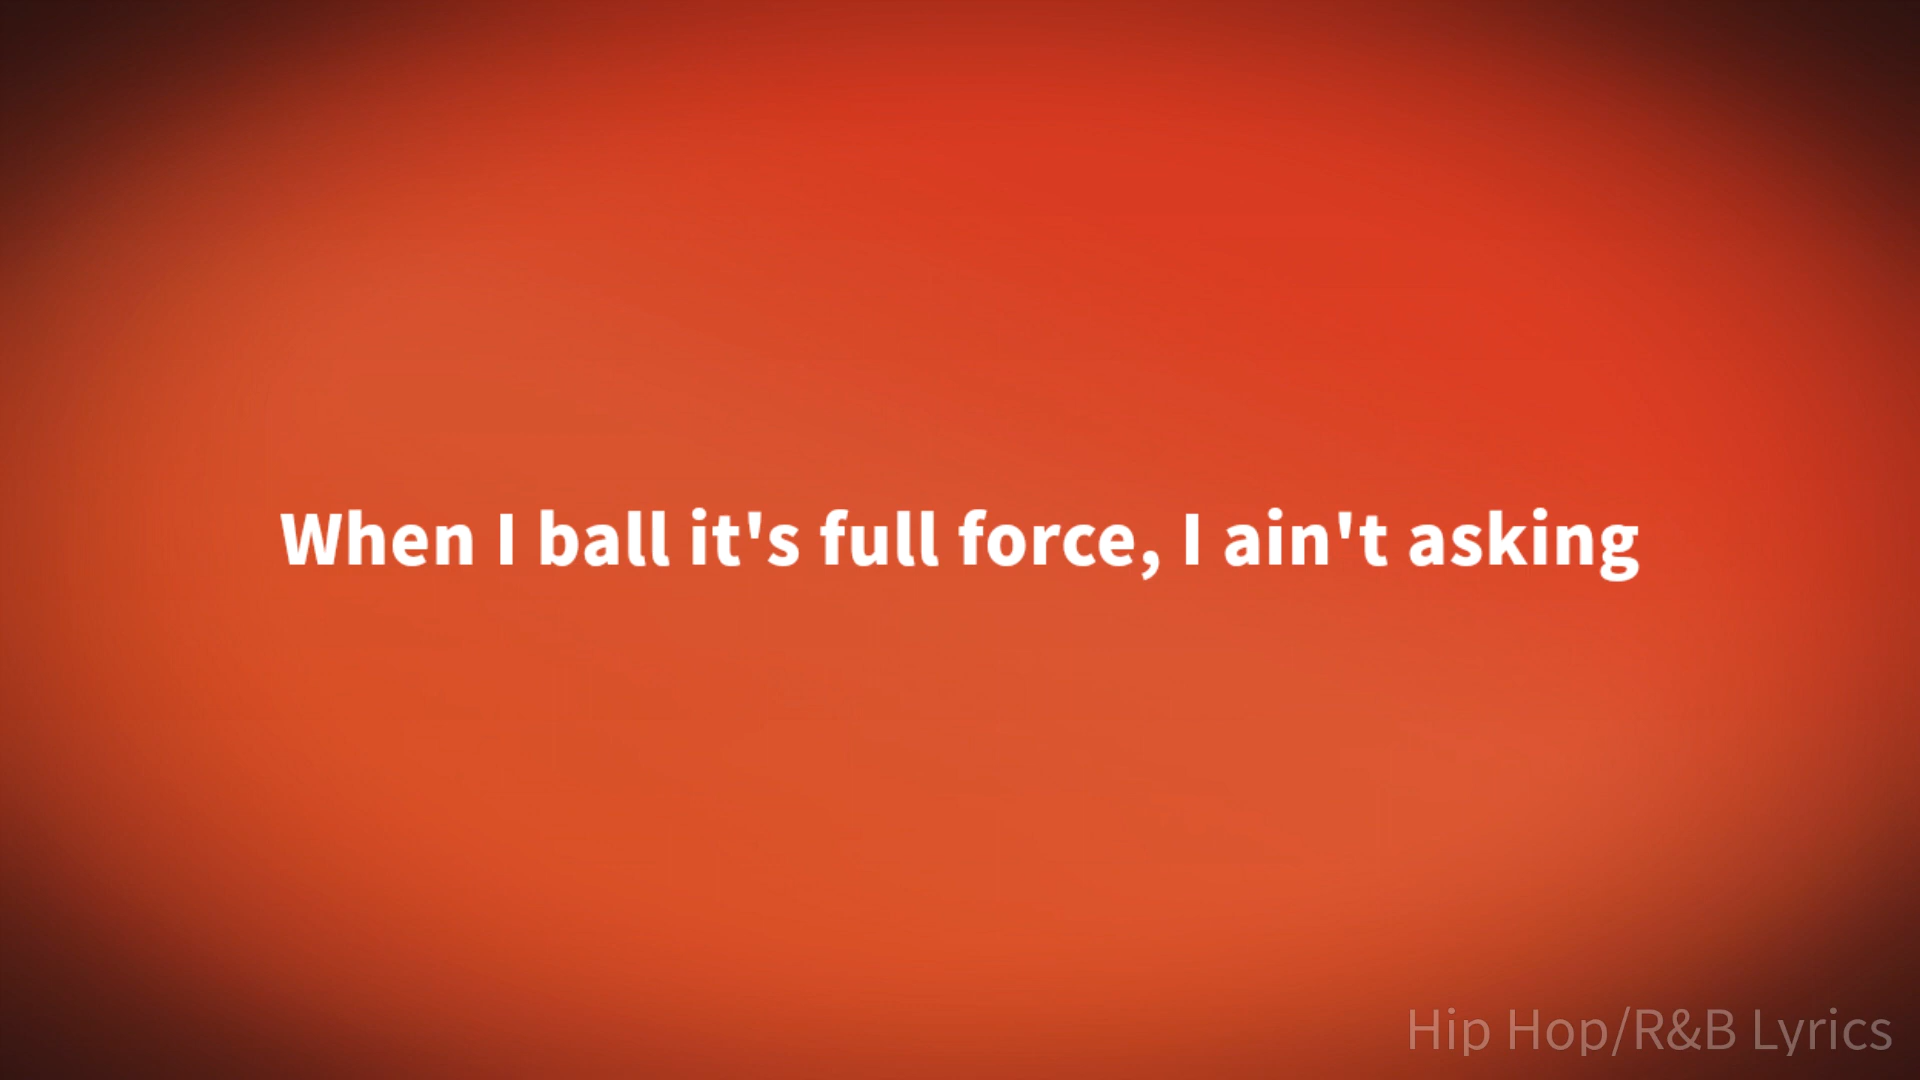 When I ball it's full force, I ain't asking
Hip Hop/R&B Lyrics